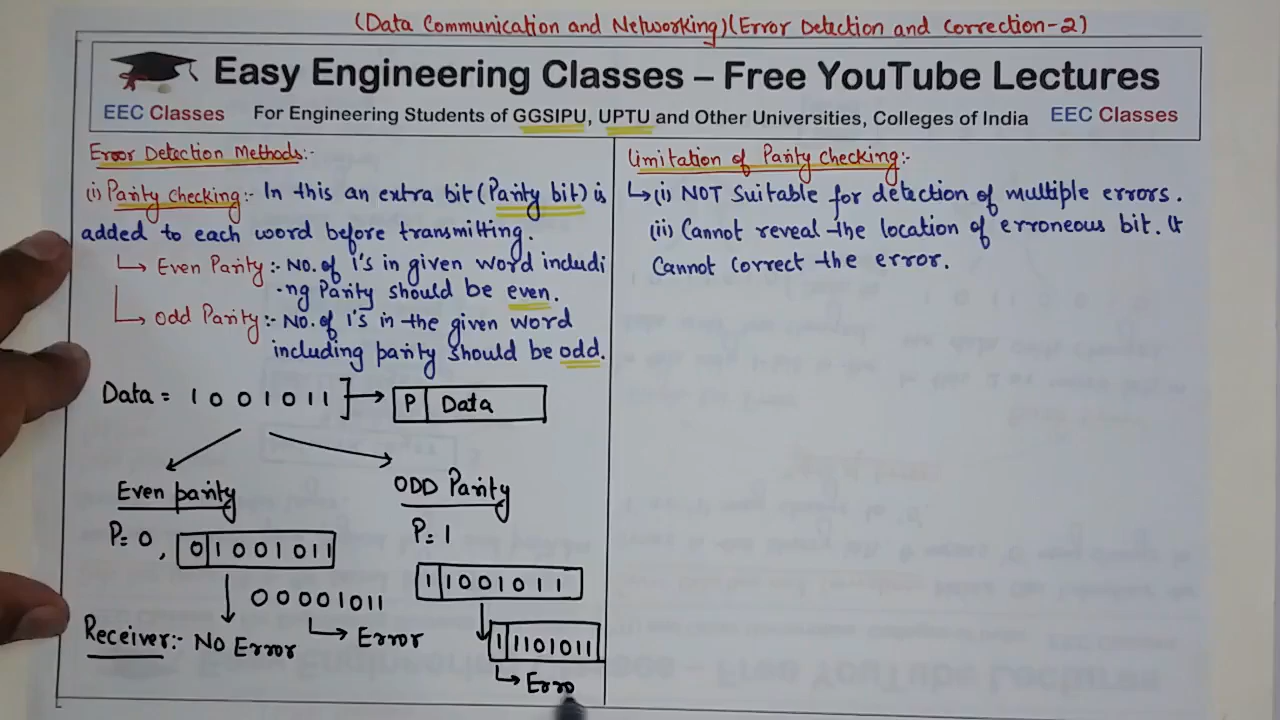 (Data Communication and Networking)(Error Detection and Correction-2)
Easy Engineering Classes – Free YouTube Lectures
EEC Classes For Engineering Students of GGSIPU, UPTU and Other Universities, Colleges of India EEC Classes
Error Detection Methods:-
(i) Parity Checking:- In this an extra bit (Parity bit) is
added to each word before transmitting.
Even Parity:- No. of 1's in given word includi
-ng Parity should be even.
Odd Parity:- No. of 1's in the given word
including parity should be odd.
Data = 1 0 0 1 0 1 1
P Data
Even parity
P= 0, 0 1 0 0 1 0 1 1
0 0 0 0 1 0 1 1
Receiver:- No Error
Error
ODD Parity
P= 1
1 1 0 0 1 0 1 1
1 1 1 0 1 0 1 1
Erro
Limitation of Parity Checking:-
(i) NOT Suitable for detection of multiple errors.
(ii) Cannot reveal the location of erroneous bit. It
Cannot correct the error.